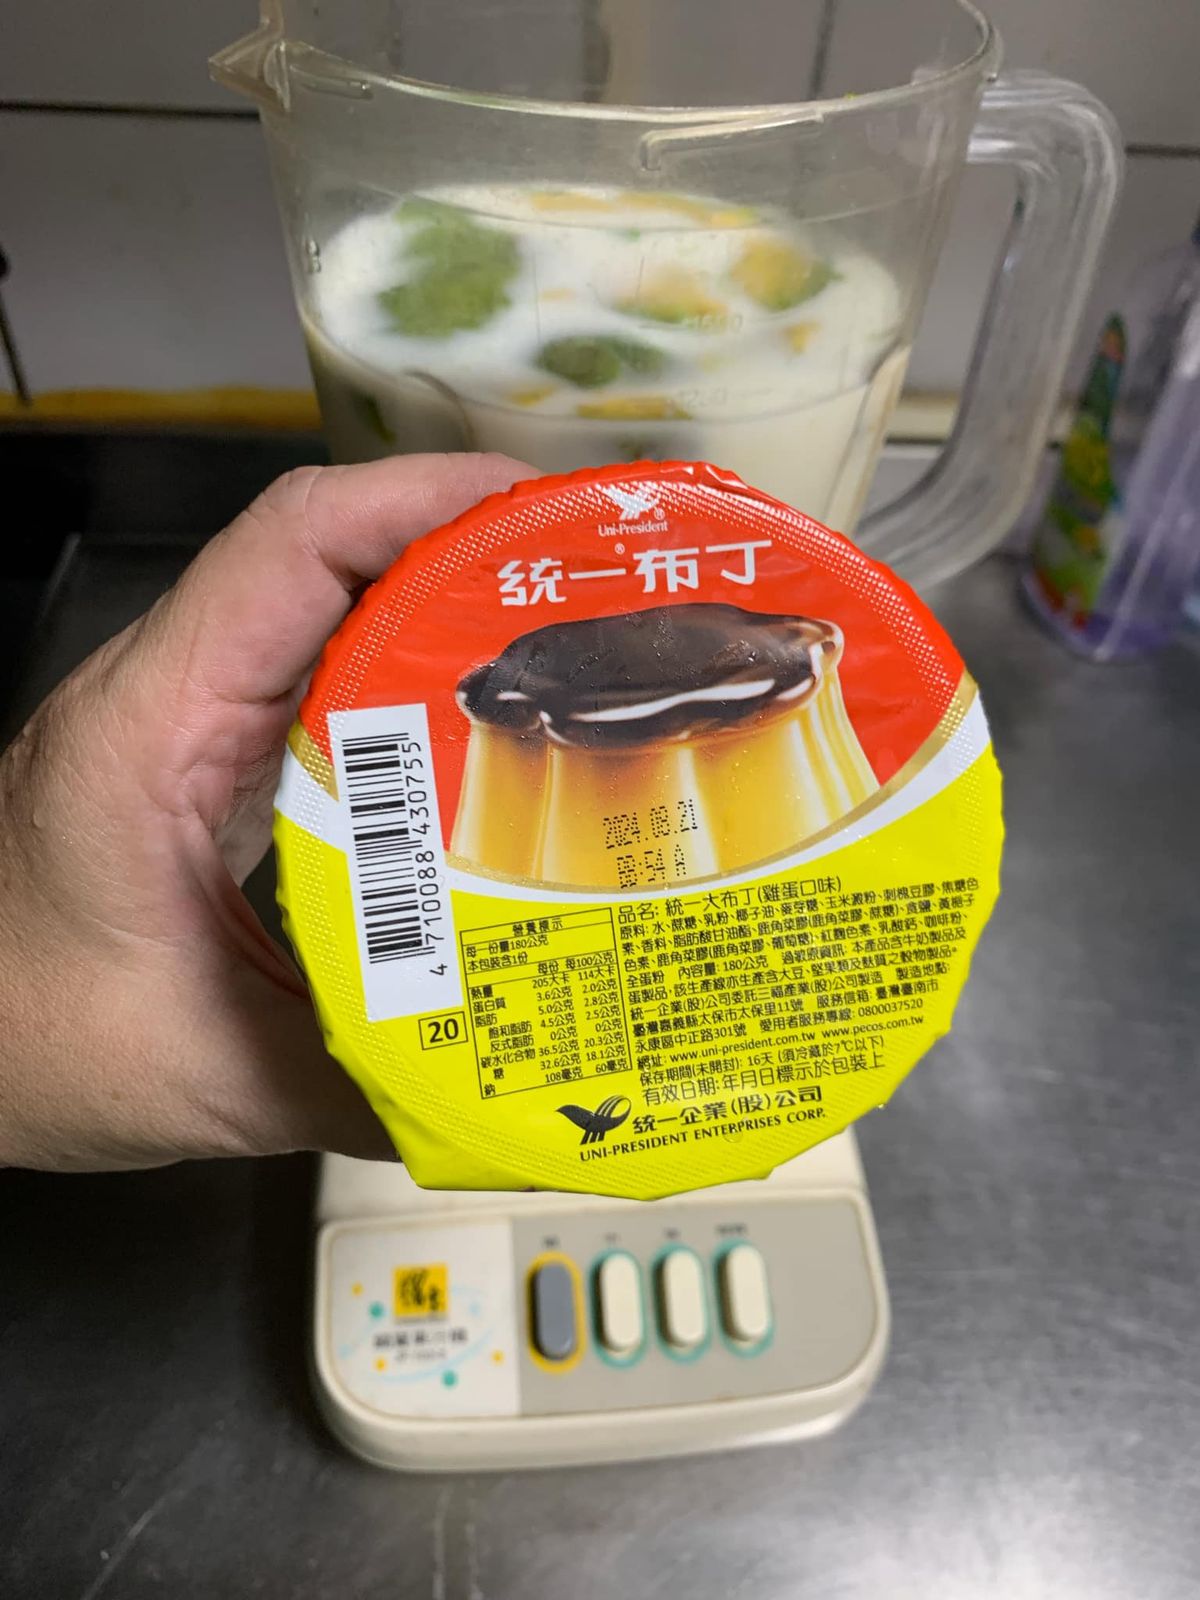 Uni-President®
統一®布丁
2024.08.21
08:54 A
4 710088 430755
20
營養標示
每一份量180公克
本包裝含1份
每份 每100公克
熱量 205大卡 114大卡
蛋白質 3.6公克 2.0公克
脂肪 5.0公克 2.8公克
飽和脂肪 4.5公克 2.5公克
反式脂肪 0公克 0公克
碳水化合物 36.5公克 20.3公克
糖 32.6公克 18.1公克
鈉 108毫克 60毫克
品名: 統一大布丁(雞蛋口味)
原料: 水、蔗糖、乳粉、椰子油、麥芽糖、玉米澱粉、刺槐豆膠、焦糖色
素、香料、脂肪酸甘油酯、鹿角菜膠(鹿角菜膠、蔗糖)、食鹽、黃梔子
色素、鹿角菜膠(鹿角菜膠、葡萄糖)、紅麴色素、乳酸鈣、咖啡粉、
全蛋粉 內容量: 180公克 過敏原資訊: 本產品含牛奶製品及
蛋製品，該生產線亦生產含大豆、堅果類及麩質之穀物製品。
統一企業(股)公司委託三福產業(股)公司製造 製造地點:
臺灣嘉義縣太保市太保里11號 服務信箱: 臺灣臺南市
永康區中正路301號 愛用者服務專線: 0800037520
網址: www.uni-president.com.tw www.pecos.com.tw
保存期間(未開封): 16天 (須冷藏於7℃以下)
有效日期: 年月日標示於包裝上
統一企業(股)公司
UNI-PRESIDENT ENTERPRISES CORP.